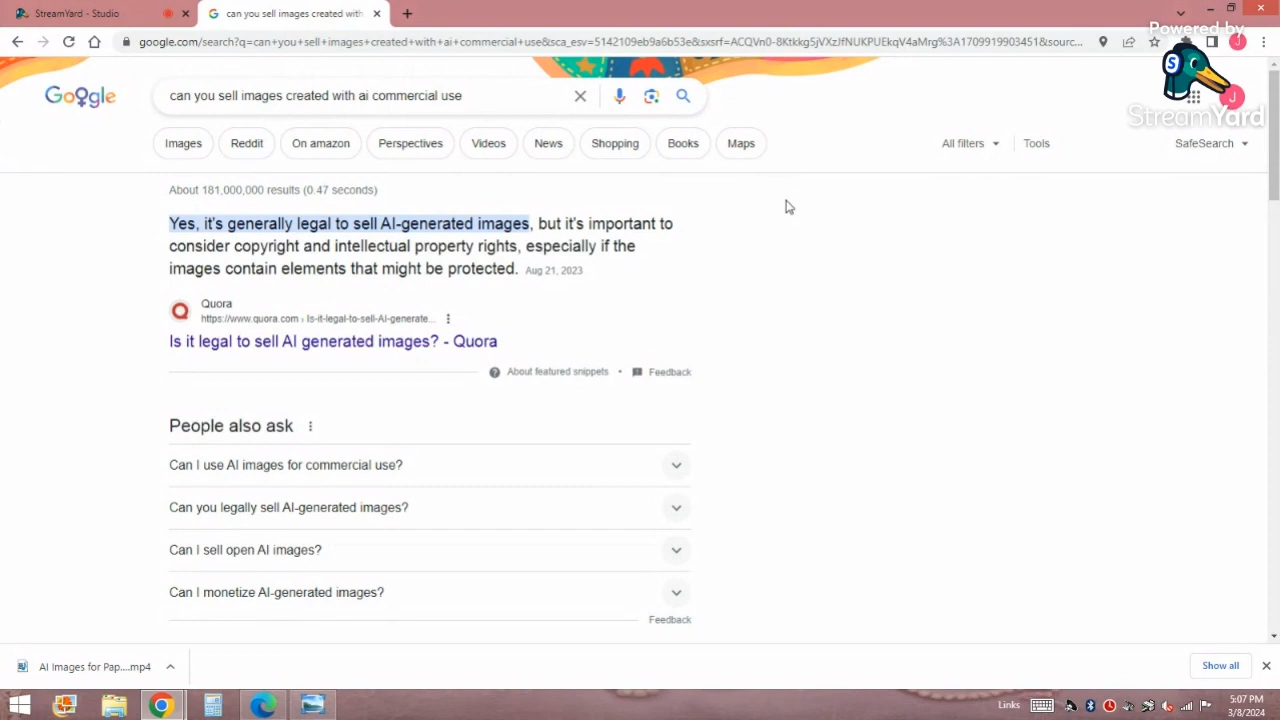 StreamYard - Studio
can you sell images created with
google.com/search?q=can+you+sell+images+created+with+ai+commercial+use&sca_esv=5142109eb9a6b53e&sxsrf=ACQVn0-8Ktkkg5jVXzJfNUKPUEkqV4aMrg%3A1709919903451&sourc...
J
Powered by
S
StreamYard
J
Google
can you sell images created with ai commercial use
Images
Reddit
On amazon
Perspectives
Videos
News
Shopping
Books
Maps
All filters
Tools
SafeSearch
About 181,000,000 results (0.47 seconds)
Yes, it's generally legal to sell AI-generated images, but it's important to
consider copyright and intellectual property rights, especially if the
images contain elements that might be protected. Aug 21, 2023
Quora
https://www.quora.com › Is-it-legal-to-sell-AI-generate...
Is it legal to sell AI generated images? - Quora
About featured snippets • Feedback
People also ask
Can I use AI images for commercial use?
Can you legally sell AI-generated images?
Can I sell open AI images?
Can I monetize AI-generated images?
Feedback
AI Images for Pap....mp4
Show all
Links
5:07 PM
3/8/2024